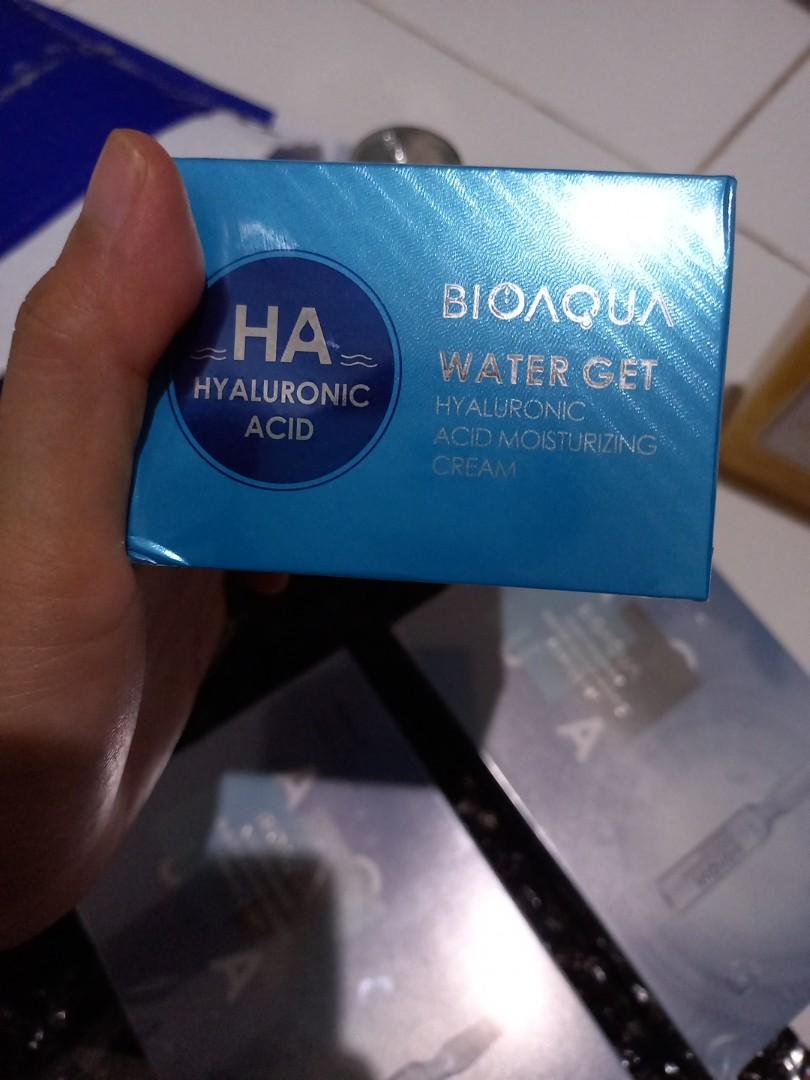 HA
HYALURONIC
ACID
BIOAQUA
WATER GET
HYALURONIC
ACID MOISTURIZING
CREAM